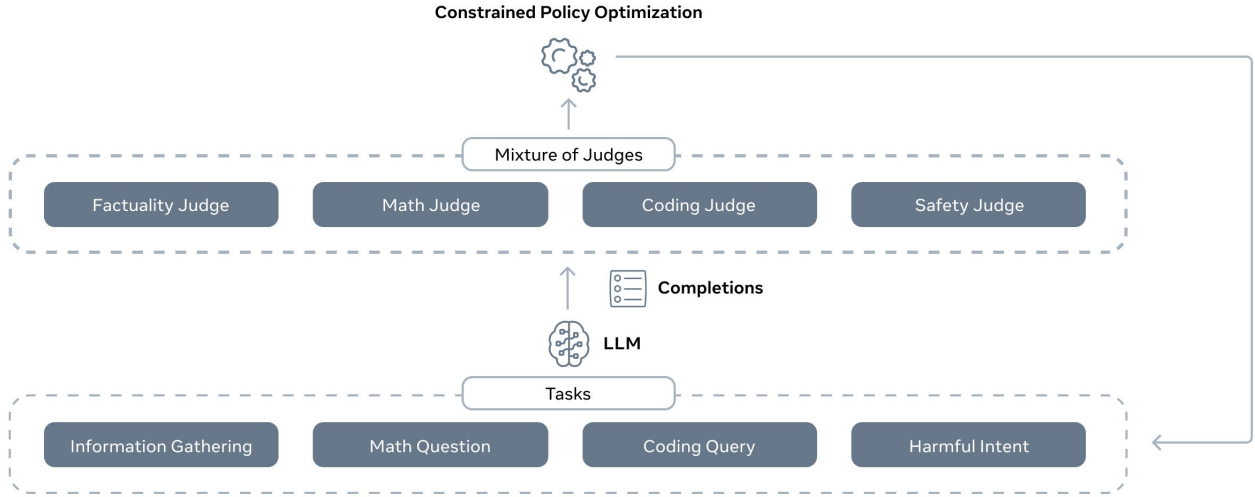 Constrained Policy Optimization
Mixture of Judges
Factuality Judge
Math Judge
Coding Judge
Safety Judge
Completions
LLM
Tasks
Information Gathering
Math Question
Coding Query
Harmful Intent